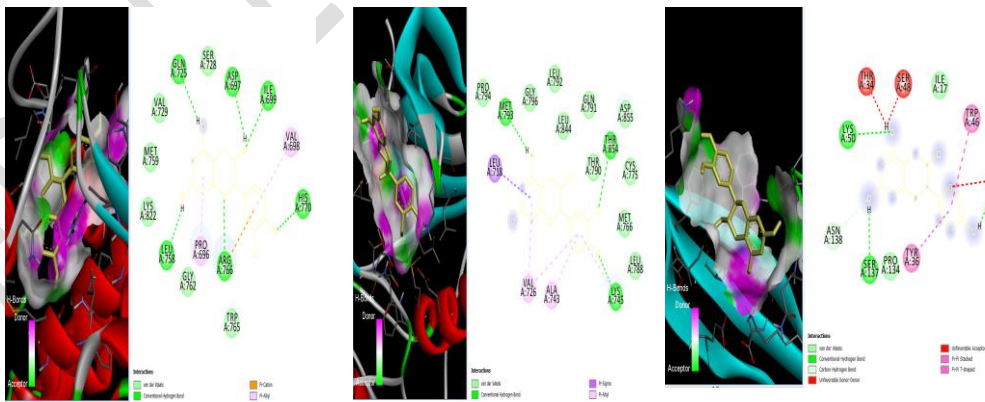 H-Bonds
Donor
Acceptor
SER
A:728
GLN
A:725
ASP
A:697
ILE
A:699
VAL
A:729
VAL
A:698
MET
A:759
LYS
A:822
HIS
A:770
LEU
A:758
PRO
A:696
ARG
A:766
GLY
A:762
TRP
A:765
H
H
H
Interactions
van der Waals
Conventional Hydrogen Bond
Pi-Cation
Pi-Alkyl
H-Bonds
Donor
Acceptor
LEU
A:792
PRO
A:794
GLY
A:796
MET
A:793
GLN
A:791
ASP
A:855
LEU
A:844
THR
A:854
LEU
A:718
THR
A:790
CYS
A:775
MET
A:766
LEU
A:788
VAL
A:726
ALA
A:743
LYS
A:745
H
Interactions
van der Waals
Conventional Hydrogen Bond
Pi-Sigma
Pi-Alkyl
H-Bonds
Donor
Acceptor
THR
A:34
SER
A:48
ILE
A:17
TRP
A:46
LYS
A:50
ASN
A:138
SER
A:137
PRO
A:134
TYR
A:36
H
H
H
Interactions
van der Waals
Conventional Hydrogen Bond
Carbon Hydrogen Bond
Unfavorable Donor-Donor
Unfavorable Acceptor
Pi-Pi Stacked
Pi-Pi T-shaped